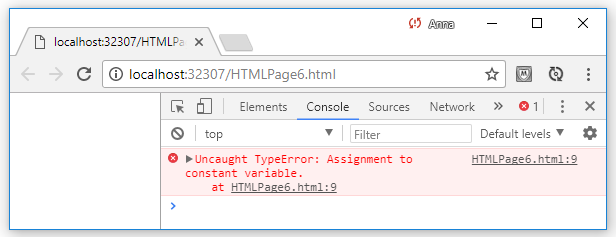 Anna
localhost:32307/HTMLPa
localhost:32307/HTMLPage6.html
Elements Console Sources Network » 1
top Filter Default levels
Uncaught TypeError: Assignment to HTMLPage6.html:9
constant variable.
at HTMLPage6.html:9